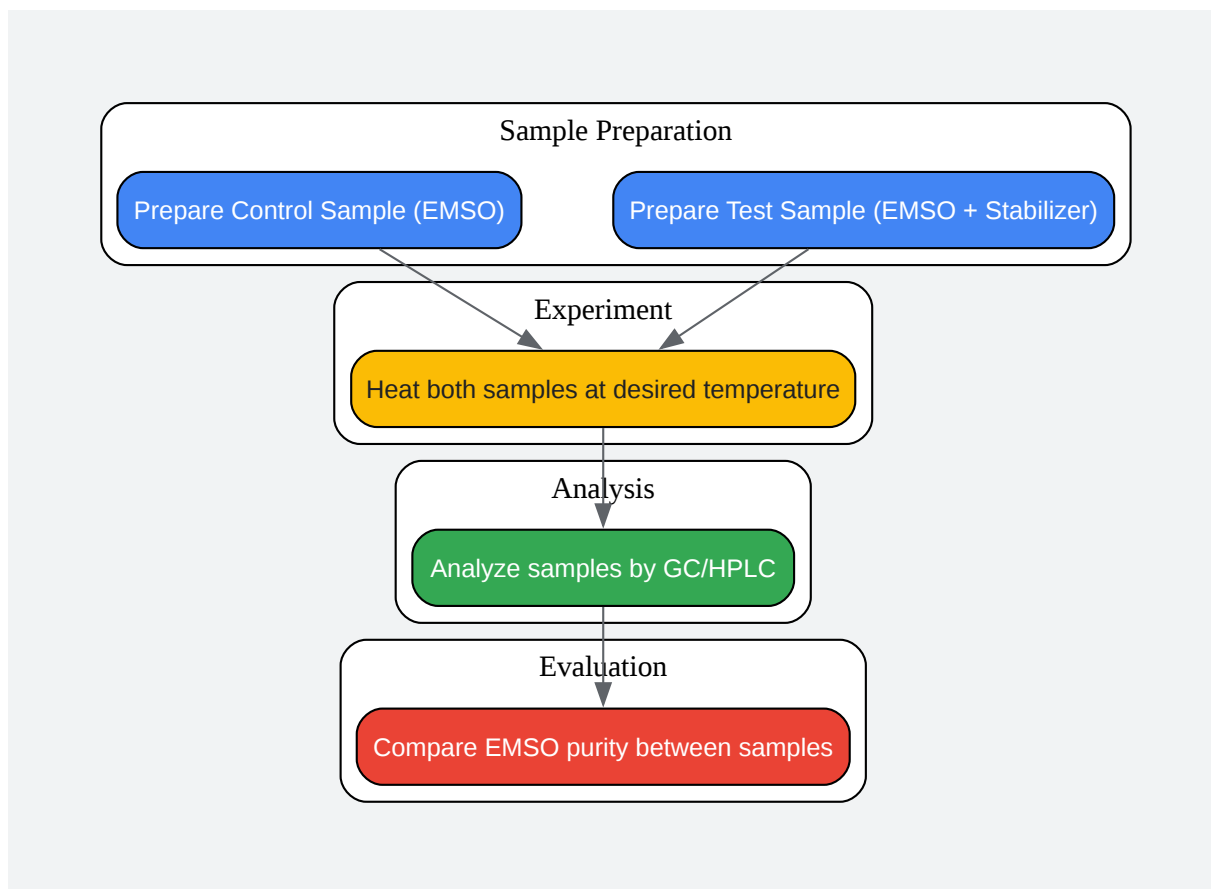 Sample Preparation
Prepare Control Sample (EMSO)
Prepare Test Sample (EMSO + Stabilizer)
Experiment
Heat both samples at desired temperature
Analysis
Analyze samples by GC/HPLC
Evaluation
Compare EMSO purity between samples